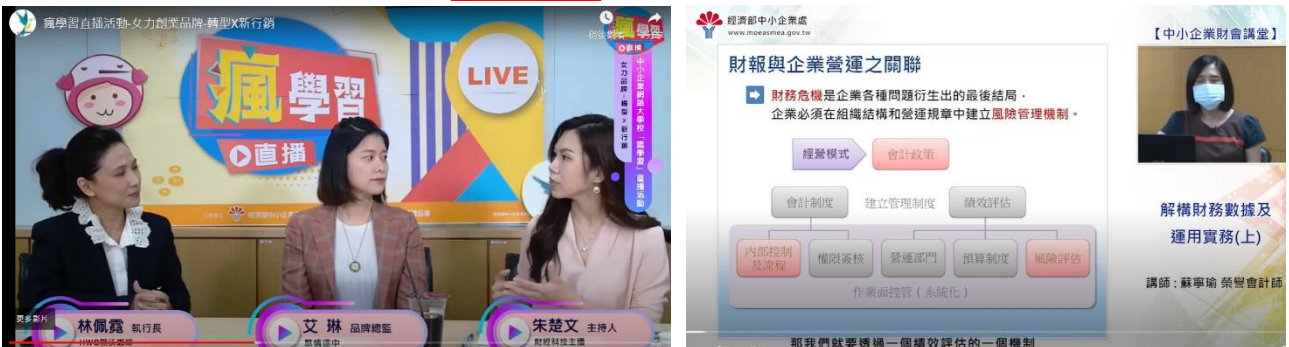 瘋學習直播活動-女力創業品牌-轉型X新行銷
稍後觀看
分享
瘋學習
直播
LIVE
瘋學習
直播
女力品牌-轉型x新行銷
中小企業網路大學校「瘋學習」直播活動
更多影片
林佩霓 執行長
艾 琳 品牌總監
朱楚文 主持人
財經科技主播
經濟部中小企業處
www.moeasmea.gov.tw
財報與企業營運之關聯
財務危機是企業各種問題衍生出的最後結局。
企業必須在組織結構和營運規章中建立風險管理機制。
經營模式
會計政策
會計制度
建立管理制度
績效評估
內部控制
及流程
權限簽核
營運部門
預算制度
風險評估
作業面控管(系統化)
那我們就要透過一個績效評估的一個機制
【中小企業財會講堂】
解構財務數據及
運用實務(上)
講師:蘇寧瑜 榮譽會計師